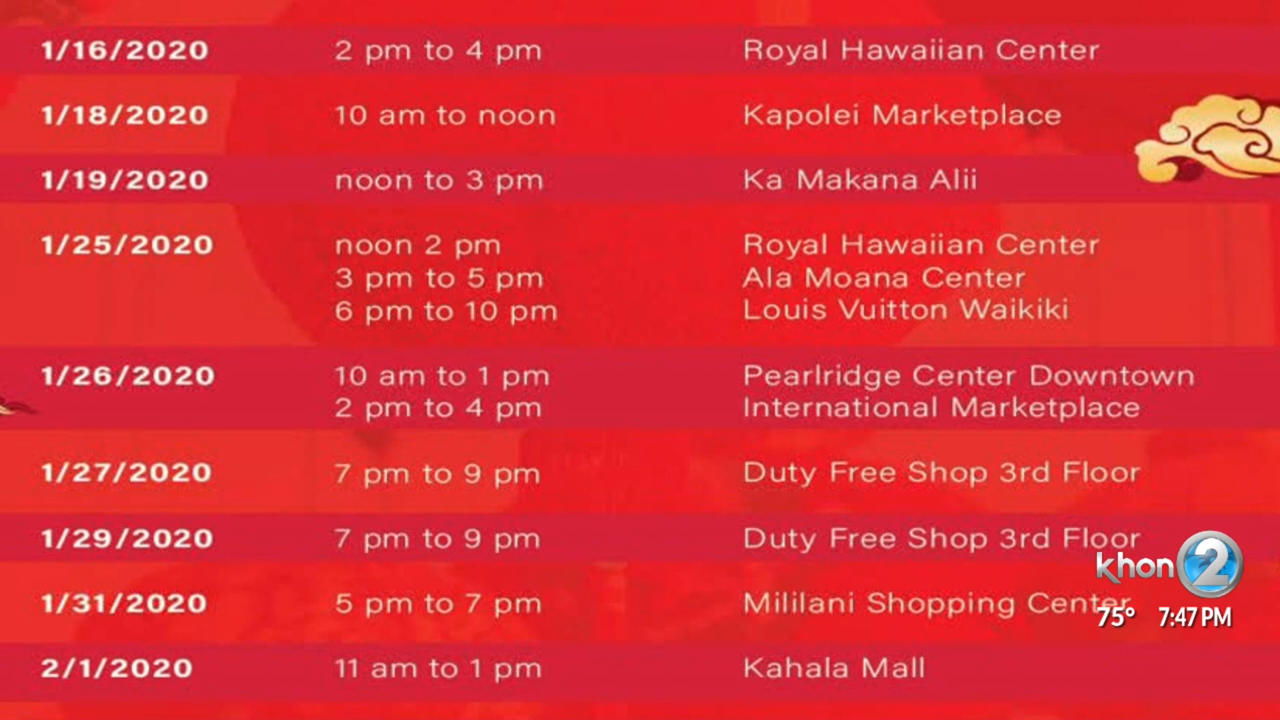 1/16/2020 2 pm to 4 pm Royal Hawaiian Center
1/18/2020 10 am to noon Kapolei Marketplace
1/19/2020 noon to 3 pm Ka Makana Alii
1/25/2020 noon 2 pm Royal Hawaiian Center
3 pm to 5 pm Ala Moana Center
6 pm to 10 pm Louis Vuitton Waikiki
1/26/2020 10 am to 1 pm Pearlridge Center Downtown
2 pm to 4 pm International Marketplace
1/27/2020 7 pm to 9 pm Duty Free Shop 3rd Floor
1/29/2020 7 pm to 9 pm Duty Free Shop 3rd Floor
khon 2
1/31/2020 5 pm to 7 pm Mililani Shopping Center
75° 7:47 PM
2/1/2020 11 am to 1 pm Kahala Mall